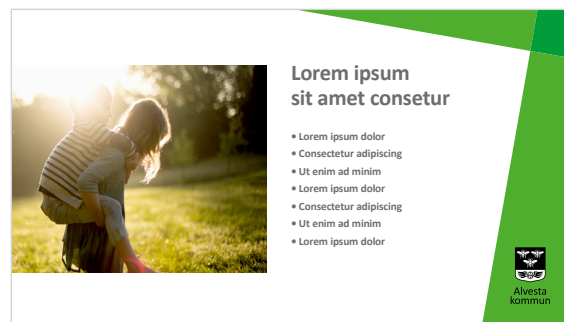 Lorem ipsum
sit amet consetur
• Lorem ipsum dolor
• Consectetur adipiscing
• Ut enim ad minim
• Lorem ipsum dolor
• Consectetur adipiscing
• Ut enim ad minim
• Lorem ipsum dolor
Alvesta
kommun